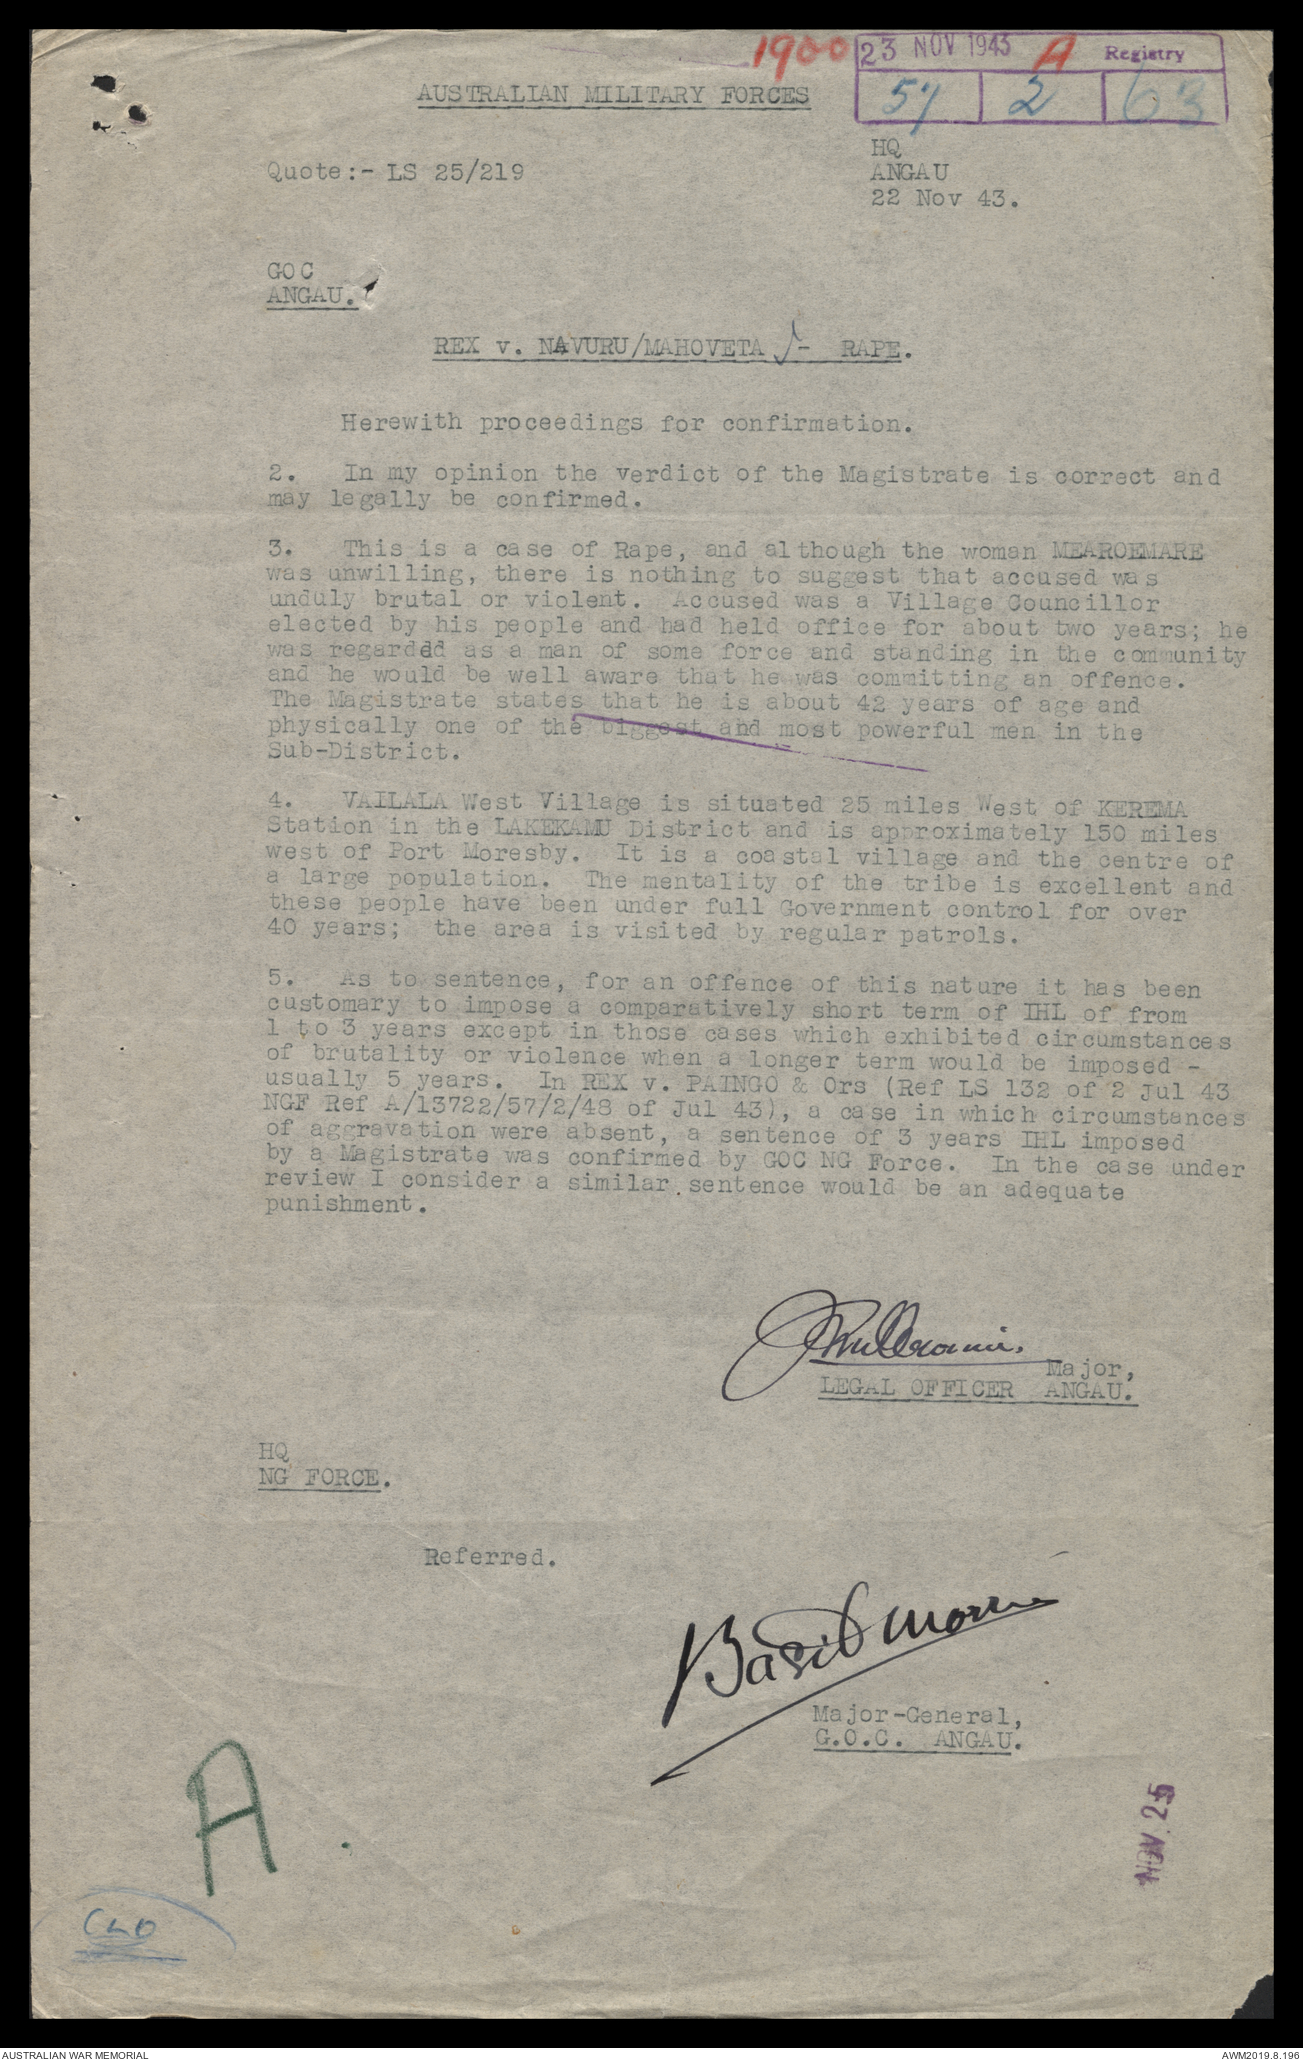 1900
23 NOV 1943 A Registry
57 2 63
AUSTRALIAN MILITARY FORCES
HQ
Quote:- LS 25/219
ANGAU
22 Nov 43.
GOC
ANGAU.
REX v. NAVURU/MAHOVETA - RAPE.
Herewith proceedings for confirmation.
2. In my opinion the verdict of the Magistrate is correct and
may legally be confirmed.
3. This is a case of Rape, and although the woman MEAROEMARE
was unwilling, there is nothing to suggest that accused was
unduly brutal or violent. Accused was a Village Councillor
elected by his people and had held office for about two years; he
was regarddd as a man of some force and standing in the community
and he would be well aware that he was committing an offence.
The Magistrate states that he is about 42 years of age and
physically one of the biggest and most powerful men in the
Sub-District.
4. VAILALA West Village is situated 25 miles West of KEREMA
Station in the LAKEKAMU District and is approximately 150 miles
west of Port Moresby. It is a coastal village and the centre of
a large population. The mentality of the tribe is excellent and
these people have been under full Government control for over
40 years; the area is visited by regular patrols.
5. As to sentence, for an offence of this nature it has been
customary to impose a comparatively short term of IHL of from
1 to 3 years except in those cases which exhibited circumstances
of brutality or violence when a longer term would be imposed -
usually 5 years. In REX v. PAINGO & Ors (Ref LS 132 of 2 Jul 43
NGF Ref A/13722/57/2/48 of Jul 43), a case in which circumstances
of aggravation were absent, a sentence of 3 years IHL imposed
by a Magistrate was confirmed by GOC NG Force. In the case under
review I consider a similar sentence would be an adequate
punishment.
Major,
LEGAL OFFICER ANGAU.
HQ
NG FORCE.
Referred.
Basil Morris
Major-General,
G.O.C. ANGAU.
NOV. 25
A
CLO
AUSTRALIAN WAR MEMORIAL
AWM2019.8.196